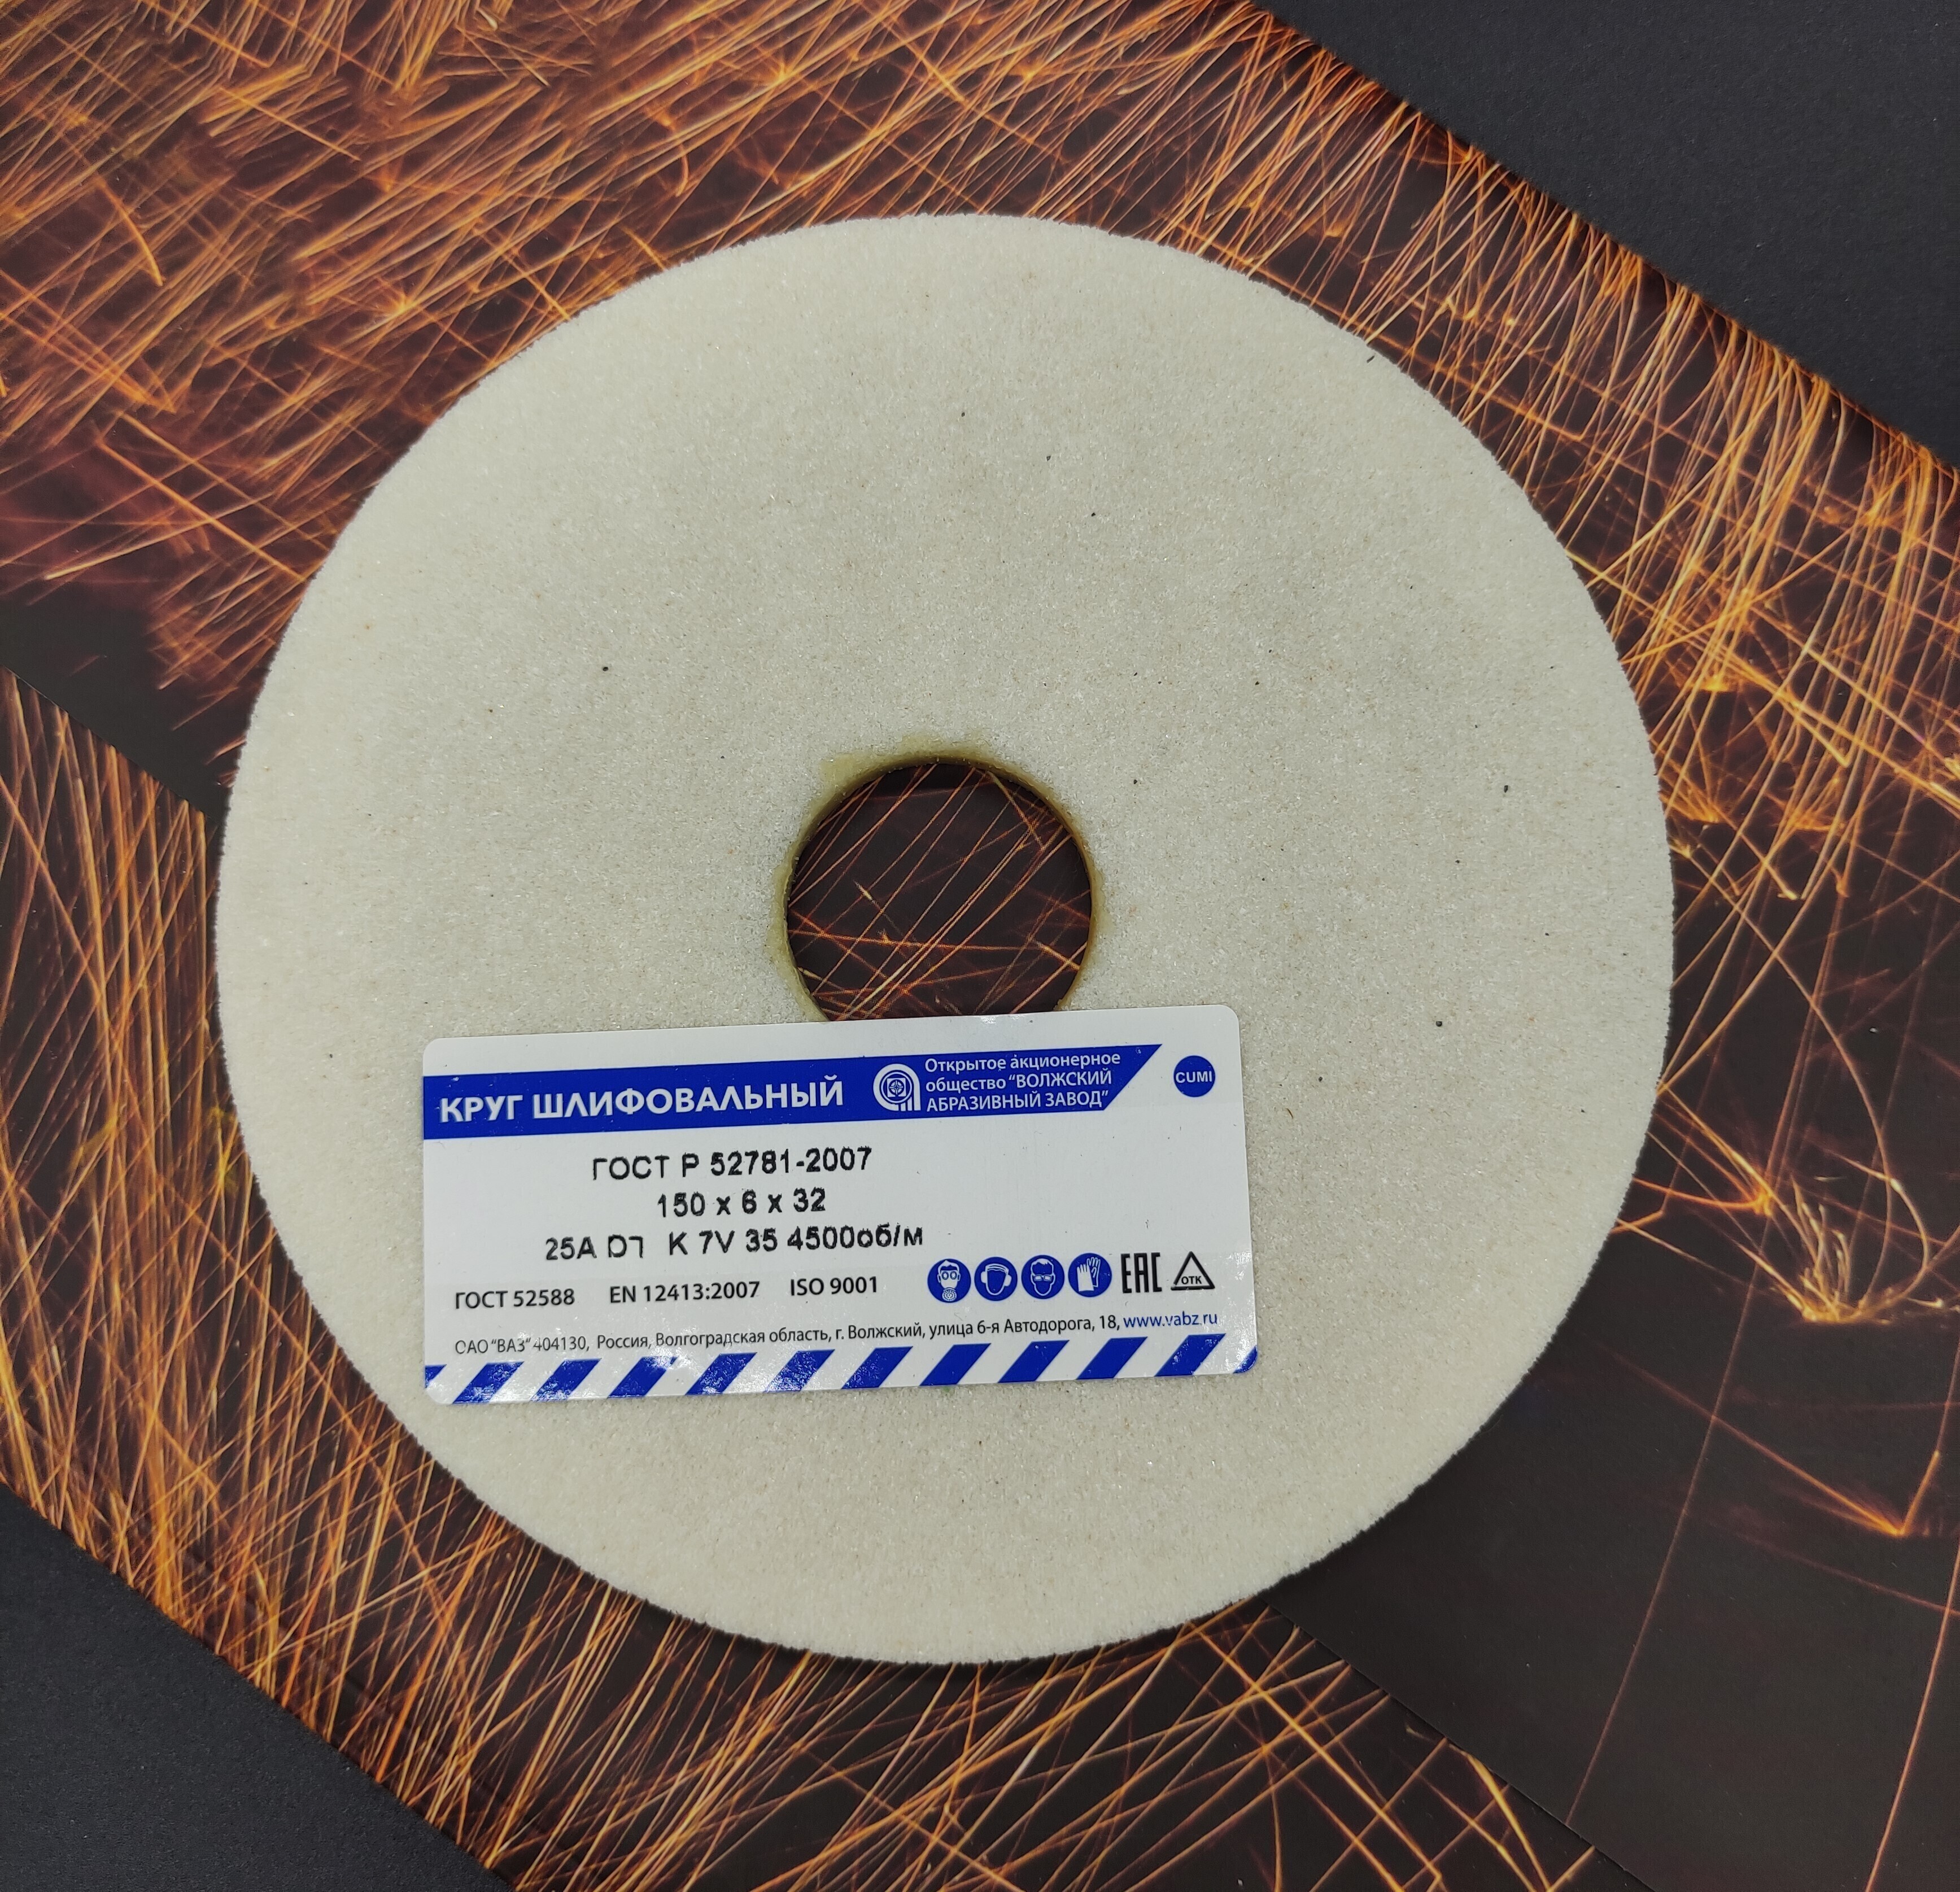 КРУГ ШЛИФОВАЛЬНЫЙ
Открытое акционерное
общество "ВОЛЖСКИЙ
АБРАЗИВНЫЙ ЗАВОД"
CUMI
ГОСТ Р 52781-2007
150 x 6 x 32
25А K 7V 35 4500об/м
ГОСТ 52588 EN 12413:2007 ISO 9001
ЕАС
ОТК
ОАО "ВАЗ" 404130, Россия, Волгоградская область, г. Волжский, улица 6-я Автодорога, 18, www.vabz.ru